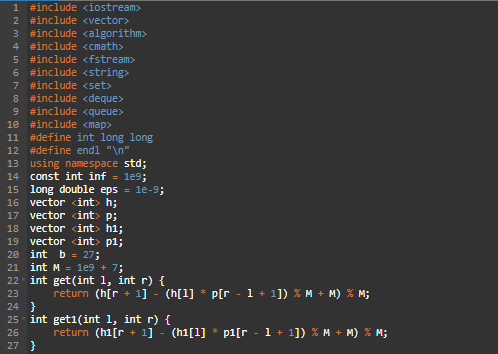 1 #include <iostream>
2 #include <vector>
3 #include <algorithm>
4 #include <cmath>
5 #include <fstream>
6 #include <string>
7 #include <set>
8 #include <deque>
9 #include <queue>
10 #include <map>
11 #define int long long
12 #define endl "\n"
13 using namespace std;
14 const int inf = 1e9;
15 long double eps = 1e-9;
16 vector <int> h;
17 vector <int> p;
18 vector <int> h1;
19 vector <int> p1;
20 int  b = 27;
21 int M = 1e9 + 7;
22 int get(int l, int r) {
23     return (h[r + 1] - (h[l] * p[r - l + 1]) % M + M) % M;
24 }
25 int get1(int l, int r) {
26     return (h1[r + 1] - (h1[l] * p1[r - l + 1]) % M + M) % M;
27 }